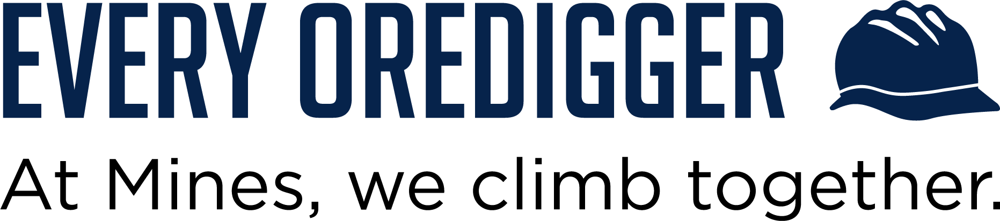 EVERY OREDIGGER
At Mines, we climb together.